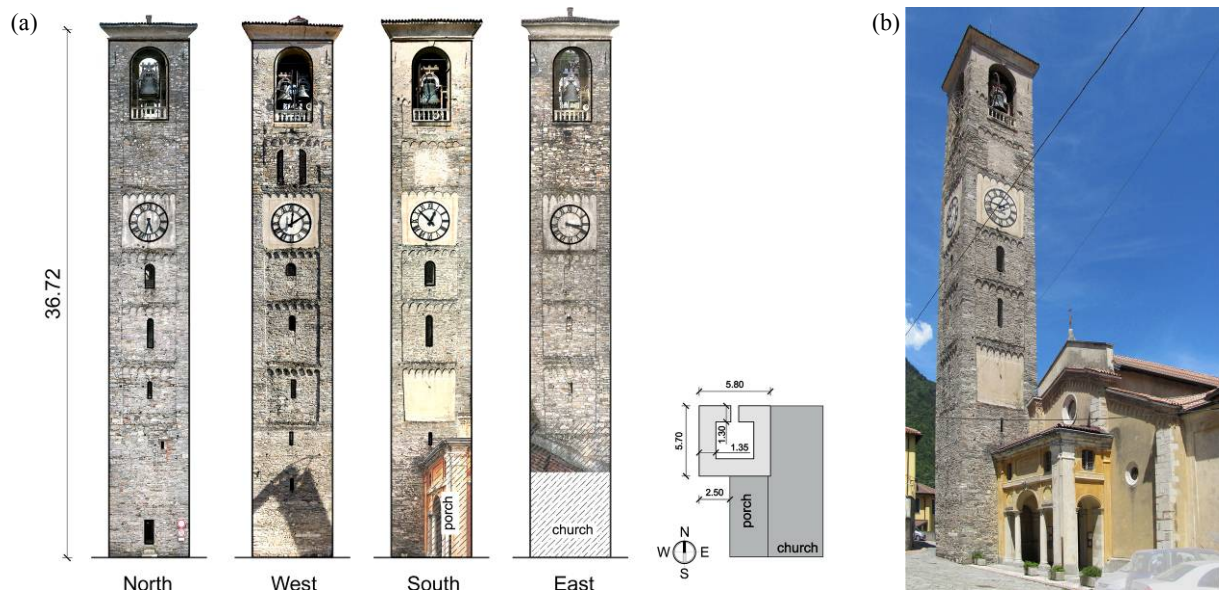 (a)
(b)
36.72
5.80
5.70
1.30
1.35
2.50
porch
church
porch
church
N
W E
S
North
West
South
East